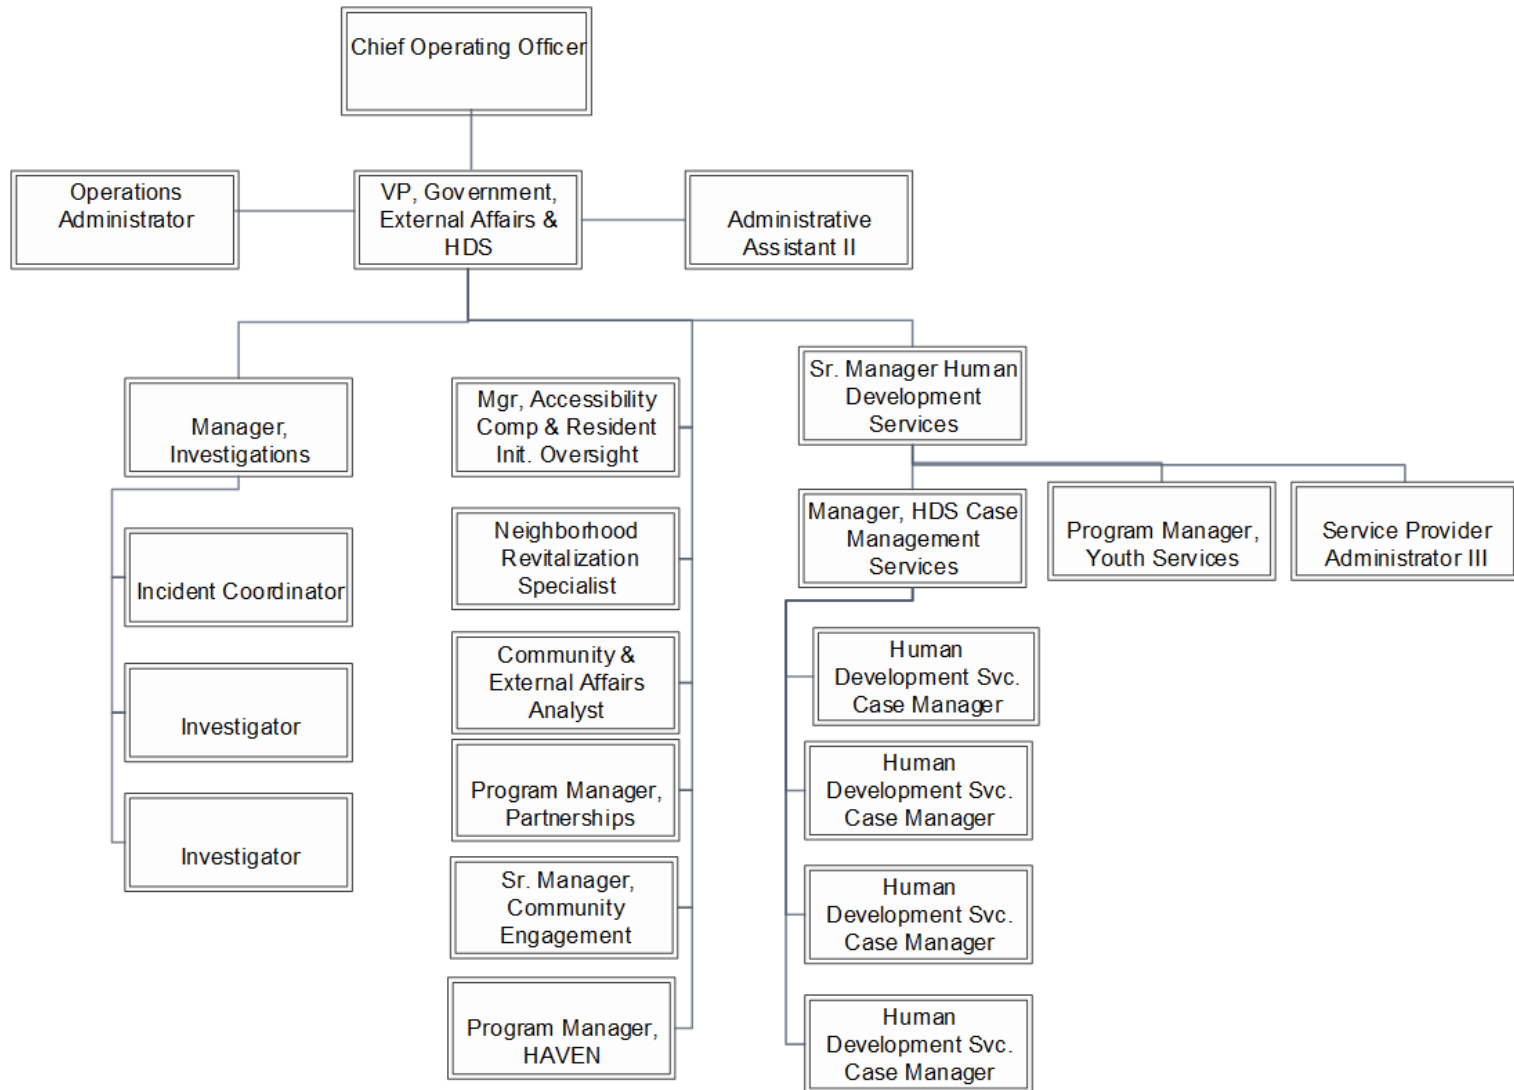 Chief Operating Officer
Operations
Administrator
VP, Government,
External Affairs &
HDS
Administrative
Assistant II
Manager,
Investigations
Incident Coordinator
Investigator
Investigator
Mgr, Accessibility
Comp & Resident
Init. Oversight
Neighborhood
Revitalization
Specialist
Community &
External Affairs
Analyst
Program Manager,
Partnerships
Sr. Manager,
Community
Engagement
Program Manager,
HAVEN
Sr. Manager Human
Development
Services
Manager, HDS Case
Management
Services
Program Manager,
Youth Services
Service Provider
Administrator III
Human
Development Svc.
Case Manager
Human
Development Svc.
Case Manager
Human
Development Svc.
Case Manager
Human
Development Svc.
Case Manager